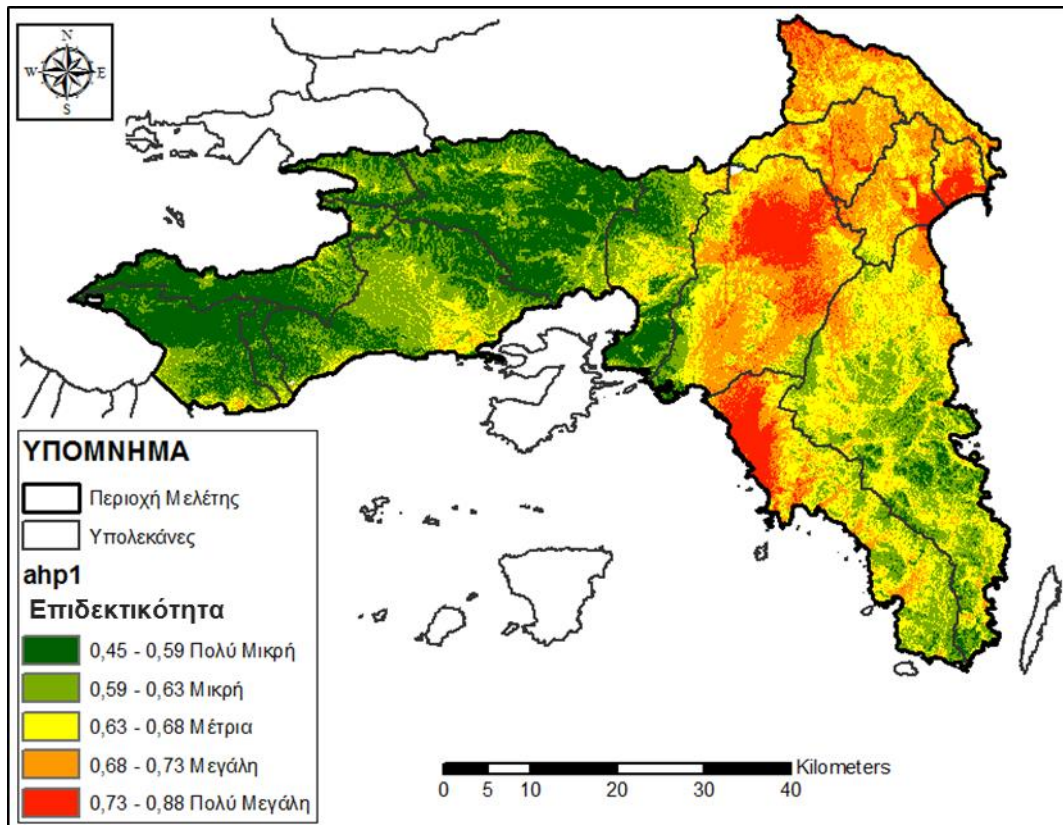 N
W E
S
ΥΠΟΜΝΗΜΑ
Περιοχή Μελέτης
Υπολεκάνες
ahp1
Επιδεκτικότητα
0,45 - 0,59 Πολύ Μικρή
0,59 - 0,63 Μικρή
0,63 - 0,68 Μέτρια
0,68 - 0,73 Μεγάλη
0,73 - 0,88 Πολύ Μεγάλη
Kilometers
0 5 10 20 30 40